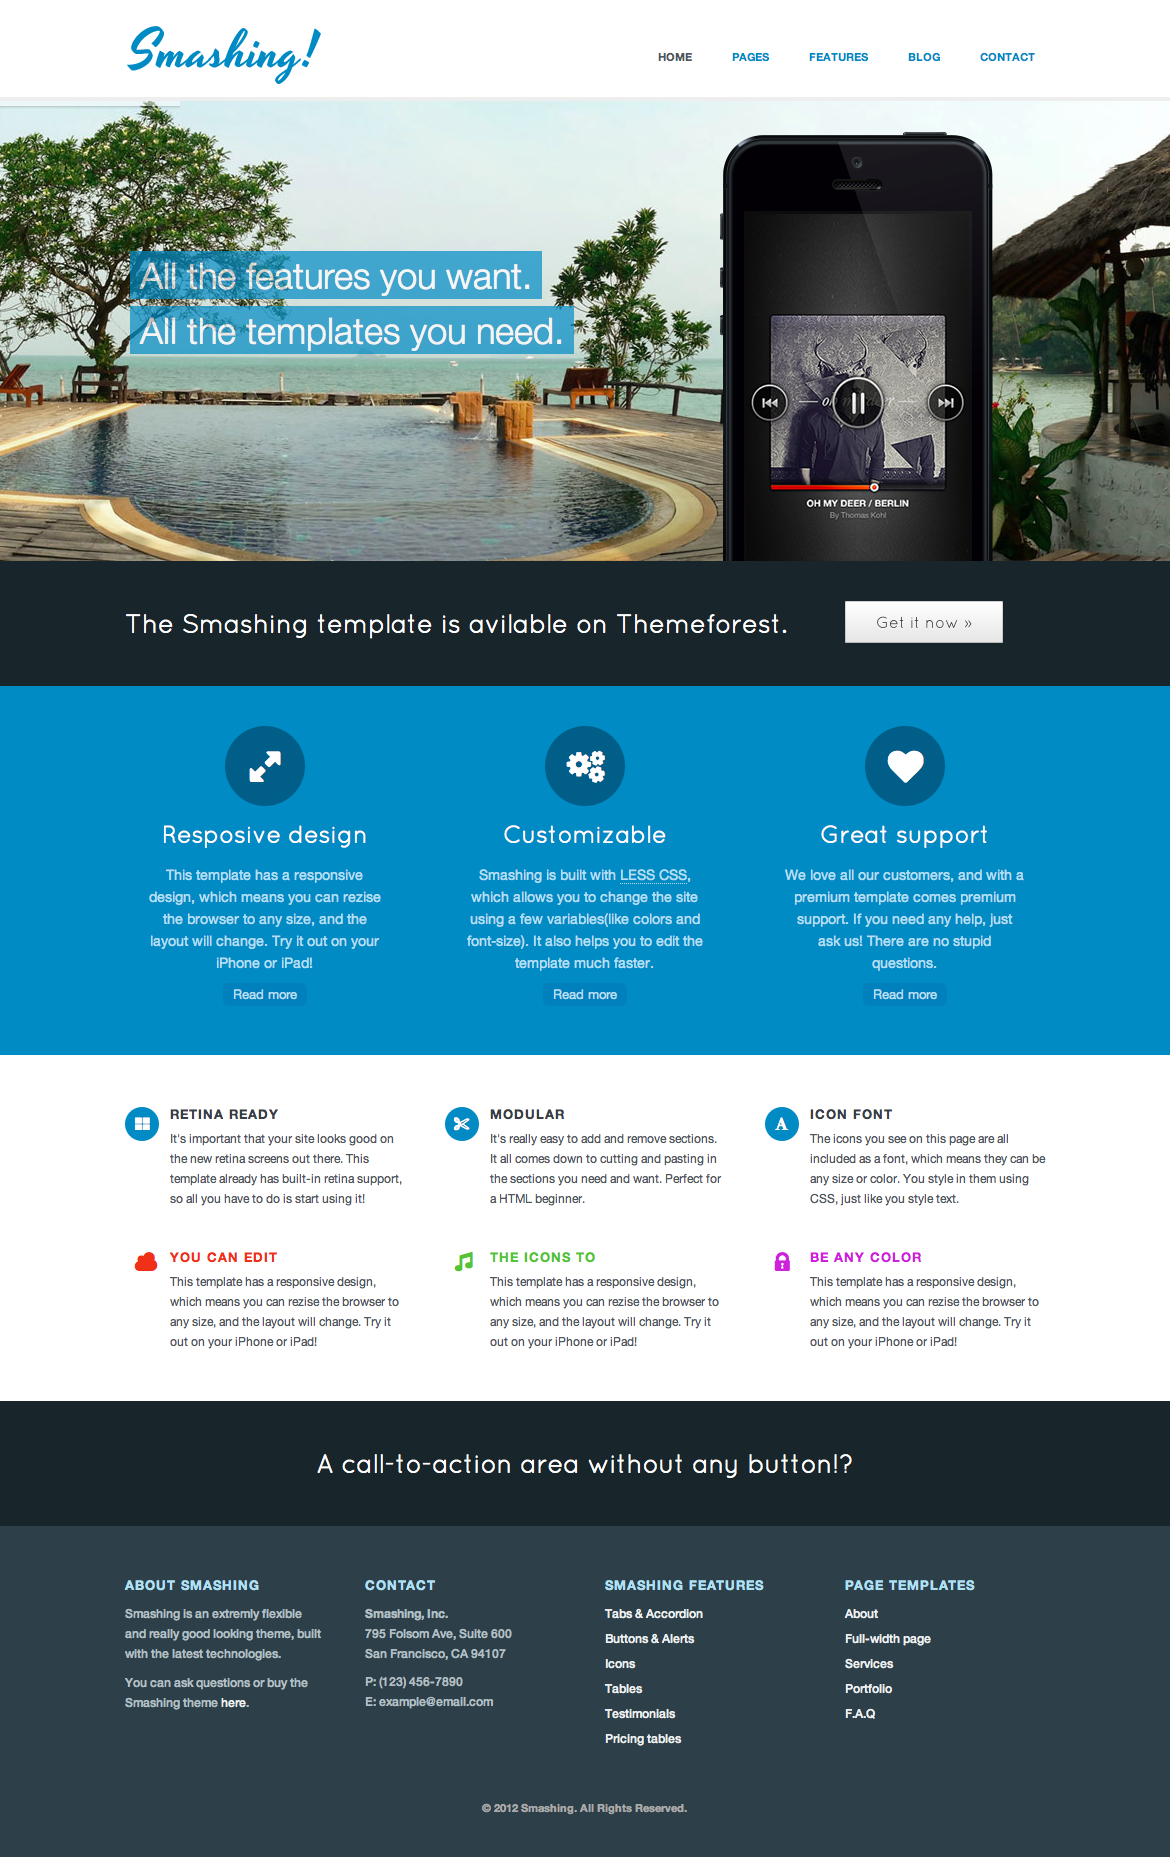 Smashing!
HOME PAGES FEATURES BLOG CONTACT
All the features you want.
All the templates you need.
OH MY DEER / BERLIN
By Thomas Kohl
The Smashing template is avilable on Themeforest.
Get it now »
Resposive design
This template has a responsive
design, which means you can rezise
the browser to any size, and the
layout will change. Try it out on your
iPhone or iPad!
Read more
Customizable
Smashing is built with LESS CSS,
which allows you to change the site
using a few variables(like colors and
font-size). It also helps you to edit the
template much faster.
Read more
Great support
We love all our customers, and with a
premium template comes premium
support. If you need any help, just
ask us! There are no stupid
questions.
Read more
RETINA READY
It's important that your site looks good on
the new retina screens out there. This
template already has built-in retina support,
so all you have to do is start using it!
MODULAR
It's really easy to add and remove sections.
It all comes down to cutting and pasting in
the sections you need and want. Perfect for
a HTML beginner.
A
ICON FONT
The icons you see on this page are all
included as a font, which means they can be
any size or color. You style in them using
CSS, just like you style text.
YOU CAN EDIT
This template has a responsive design,
which means you can rezise the browser to
any size, and the layout will change. Try it
out on your iPhone or iPad!
THE ICONS TO
This template has a responsive design,
which means you can rezise the browser to
any size, and the layout will change. Try it
out on your iPhone or iPad!
BE ANY COLOR
This template has a responsive design,
which means you can rezise the browser to
any size, and the layout will change. Try it
out on your iPhone or iPad!
A call-to-action area without any button!?
ABOUT SMASHING
Smashing is an extremly flexible
and really good looking theme, built
with the latest technologies.
You can ask questions or buy the
Smashing theme here.
CONTACT
Smashing, Inc.
795 Folsom Ave, Suite 600
San Francisco, CA 94107
P: (123) 456-7890
E: example@email.com
SMASHING FEATURES
Tabs & Accordion
Buttons & Alerts
Icons
Tables
Testimonials
Pricing tables
PAGE TEMPLATES
About
Full-width page
Services
Portfolio
F.A.Q
© 2012 Smashing. All Rights Reserved.